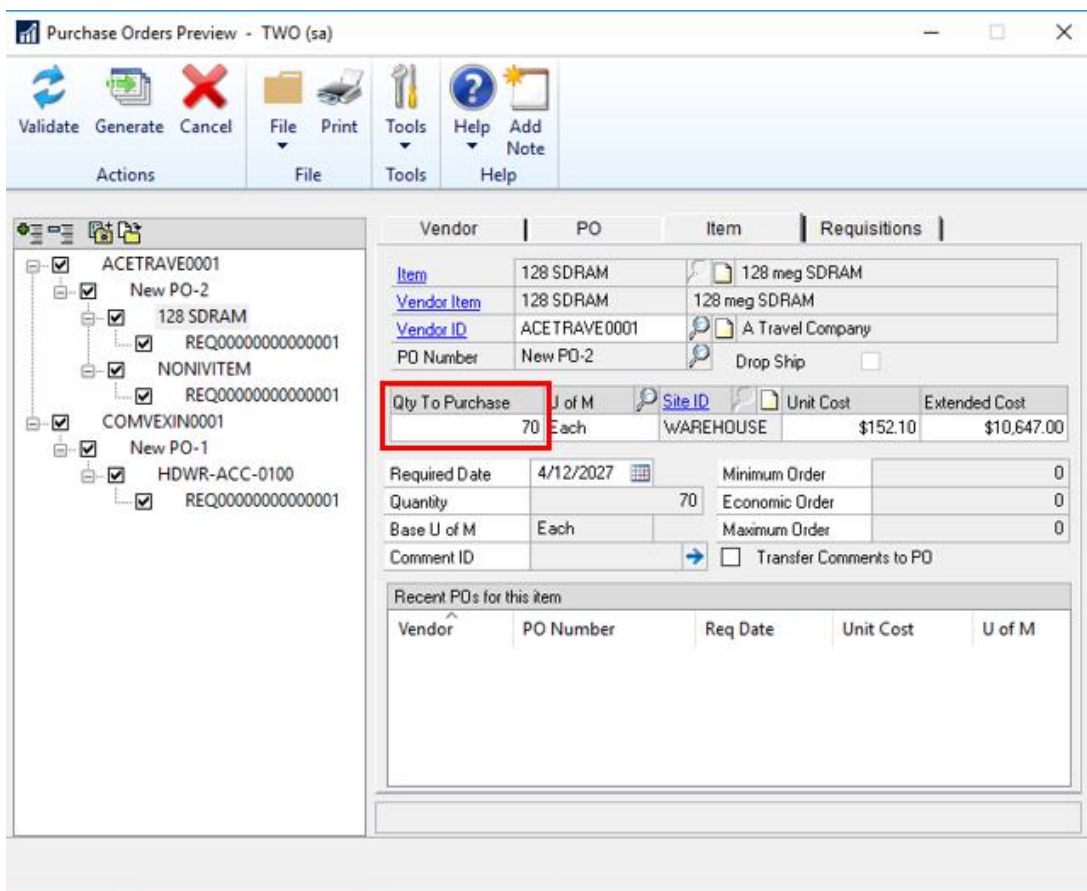 Purchase Orders Preview - TWO (sa)
Validate Generate Cancel File Print Tools Help Add Note
Actions File Tools Help
Vendor PO Item Requisitions
ACETRAVE0001
New PO-2
128 SDRAM
REQ00000000000001
NONIVITEM
REQ00000000000001
COMVEXIN0001
New PO-1
HDWR-ACC-0100
REQ00000000000001
Item 128 SDRAM 128 meg SDRAM
Vendor Item 128 SDRAM 128 meg SDRAM
Vendor ID ACETRAVE0001 A Travel Company
PO Number New PO-2 Drop Ship
Qty To Purchase U of M Site ID Unit Cost Extended Cost
70 Each WAREHOUSE $152.10 $10,647.00
Required Date 4/12/2027 Minimum Order 0
Quantity 70 Economic Order 0
Base U of M Each Maximum Order 0
Comment ID Transfer Comments to PO
Recent POs for this item
Vendor PO Number Req Date Unit Cost U of M